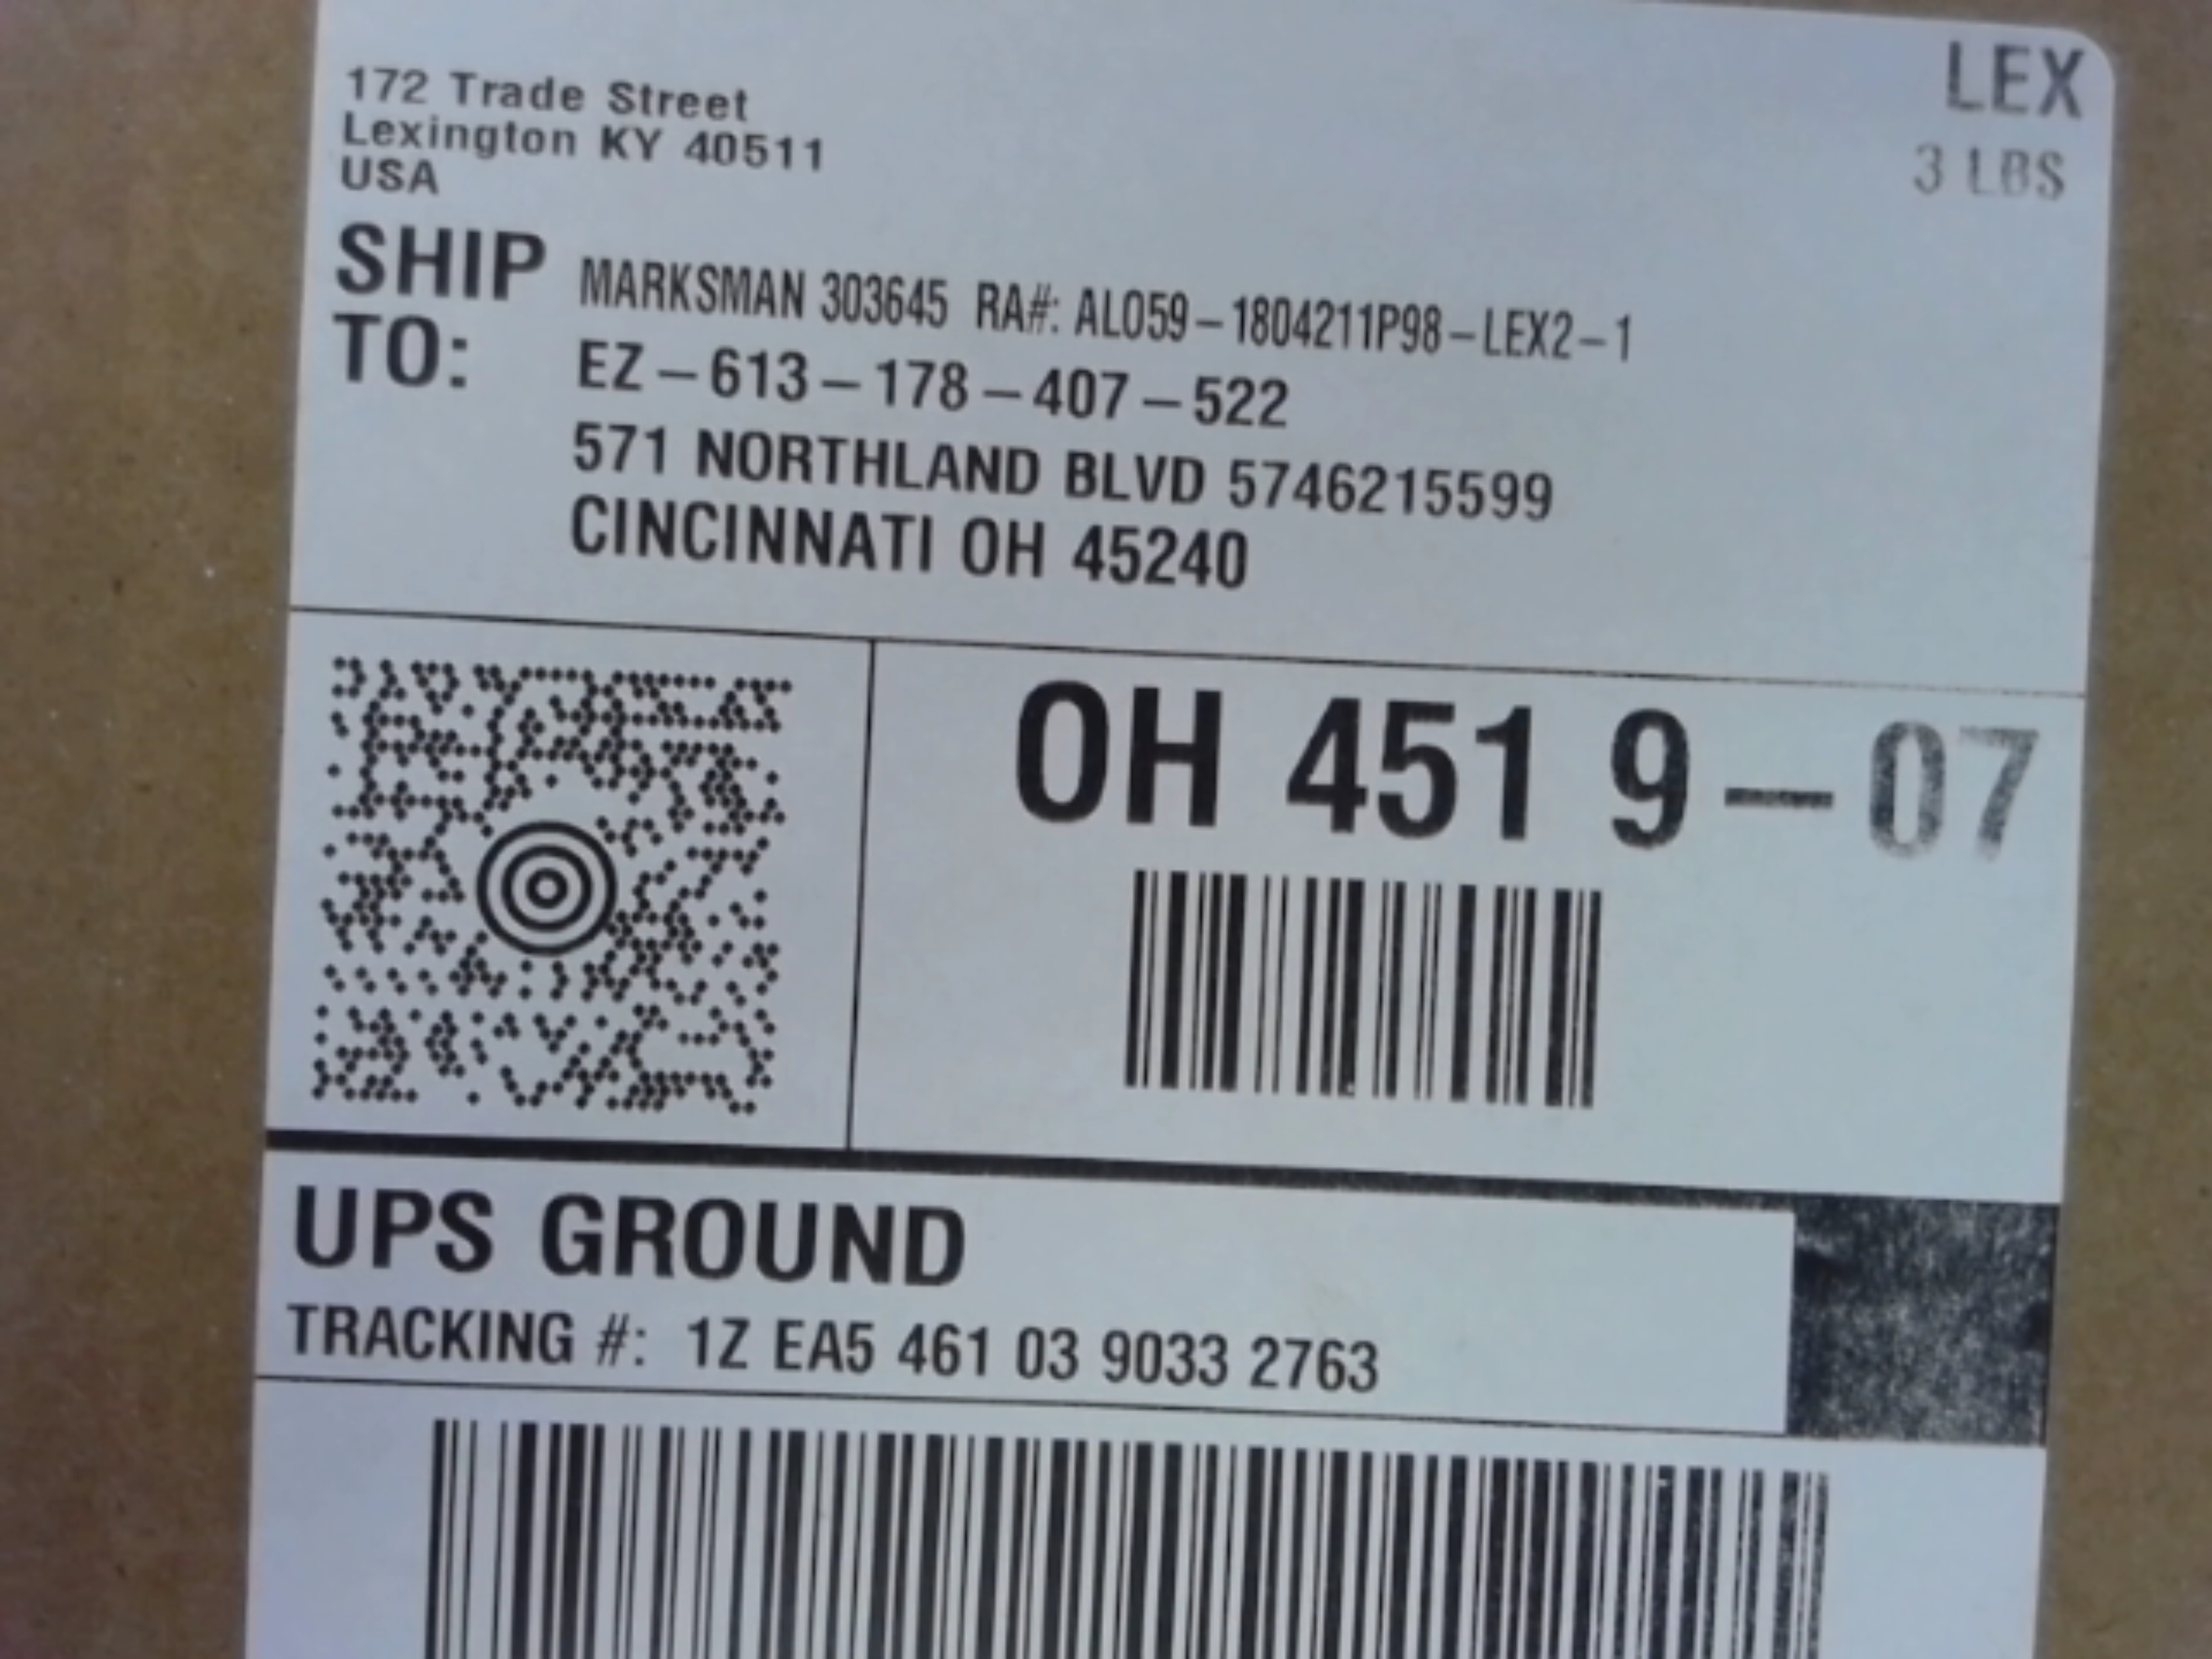 LEX
172 Trade Street
3 LBS
Lexington KY 40511
USA
SHIP TO:
MARKSMAN 303645 RA#: ALO59-1804211P98-LEX2-1
EZ-613-178-407-522
571 NORTHLAND BLVD 5746215599
CINCINNATI OH 45240
OH 451 9-07
UPS GROUND
TRACKING #: 1Z EA5 461 03 9033 2763